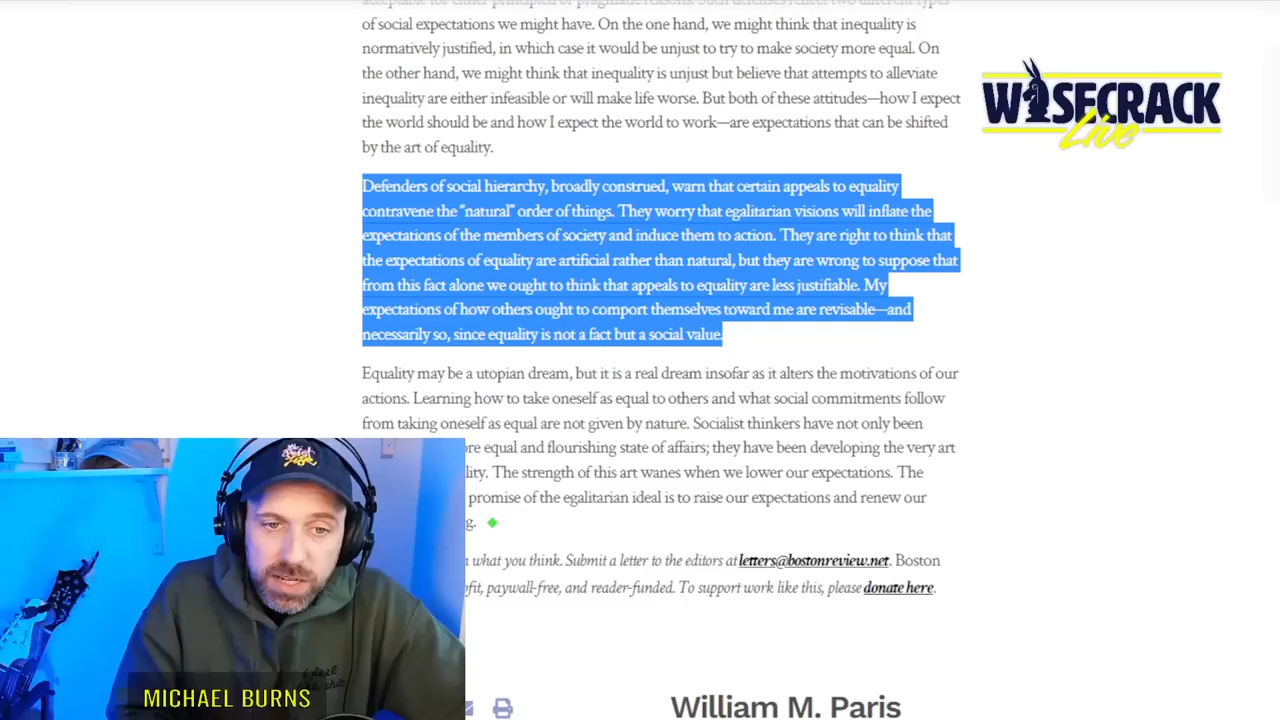 acceptable for either principled or pragmatic reasons. Such defenses reflect two different types
of social expectations we might have. On the one hand, we might think that inequality is
normatively justified, in which case it would be unjust to try to make society more equal. On
the other hand, we might think that inequality is unjust but believe that attempts to alleviate
inequality are either infeasible or will make life worse. But both of these attitudes—how I expect
the world should be and how I expect the world to work—are expectations that can be shifted
by the art of equality.
WISECRACK
Live
Defenders of social hierarchy, broadly construed, warn that certain appeals to equality
contravene the “natural” order of things. They worry that egalitarian visions will inflate the
expectations of the members of society and induce them to action. They are right to think that
the expectations of equality are artificial rather than natural, but they are wrong to suppose that
from this fact alone we ought to think that appeals to equality are less justifiable. My
expectations of how others ought to comport themselves toward me are revisable—and
necessarily so, since equality is not a fact but a social value.
Equality may be a utopian dream, but it is a real dream insofar as it alters the motivations of our
actions. Learning how to take oneself as equal to others and what social commitments follow
from taking oneself as equal are not given by nature. Socialist thinkers have not only been
ore equal and flourishing state of affairs; they have been developing the very art
lity. The strength of this art wanes when we lower our expectations. The
promise of the egalitarian ideal is to raise our expectations and renew our
g.
n what you think. Submit a letter to the editors at letters@bostonreview.net. Boston
ofit, paywall-free, and reader-funded. To support work like this, please donate here.
MICHAEL BURNS
William M. Paris